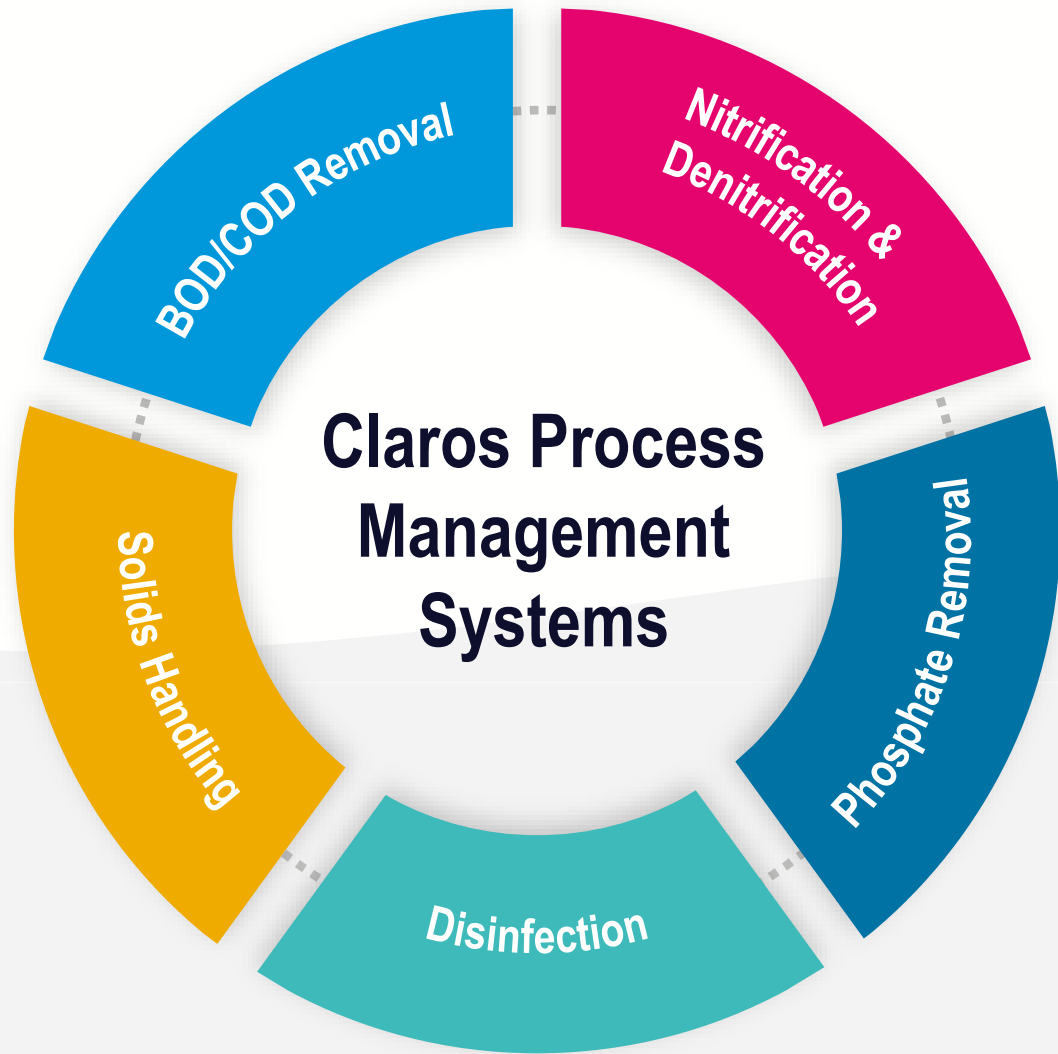 BOD/COD Removal
Nitrification &
Denitrification
Claros Process
Management
Systems
Solids Handling
Phosphate Removal
Disinfection